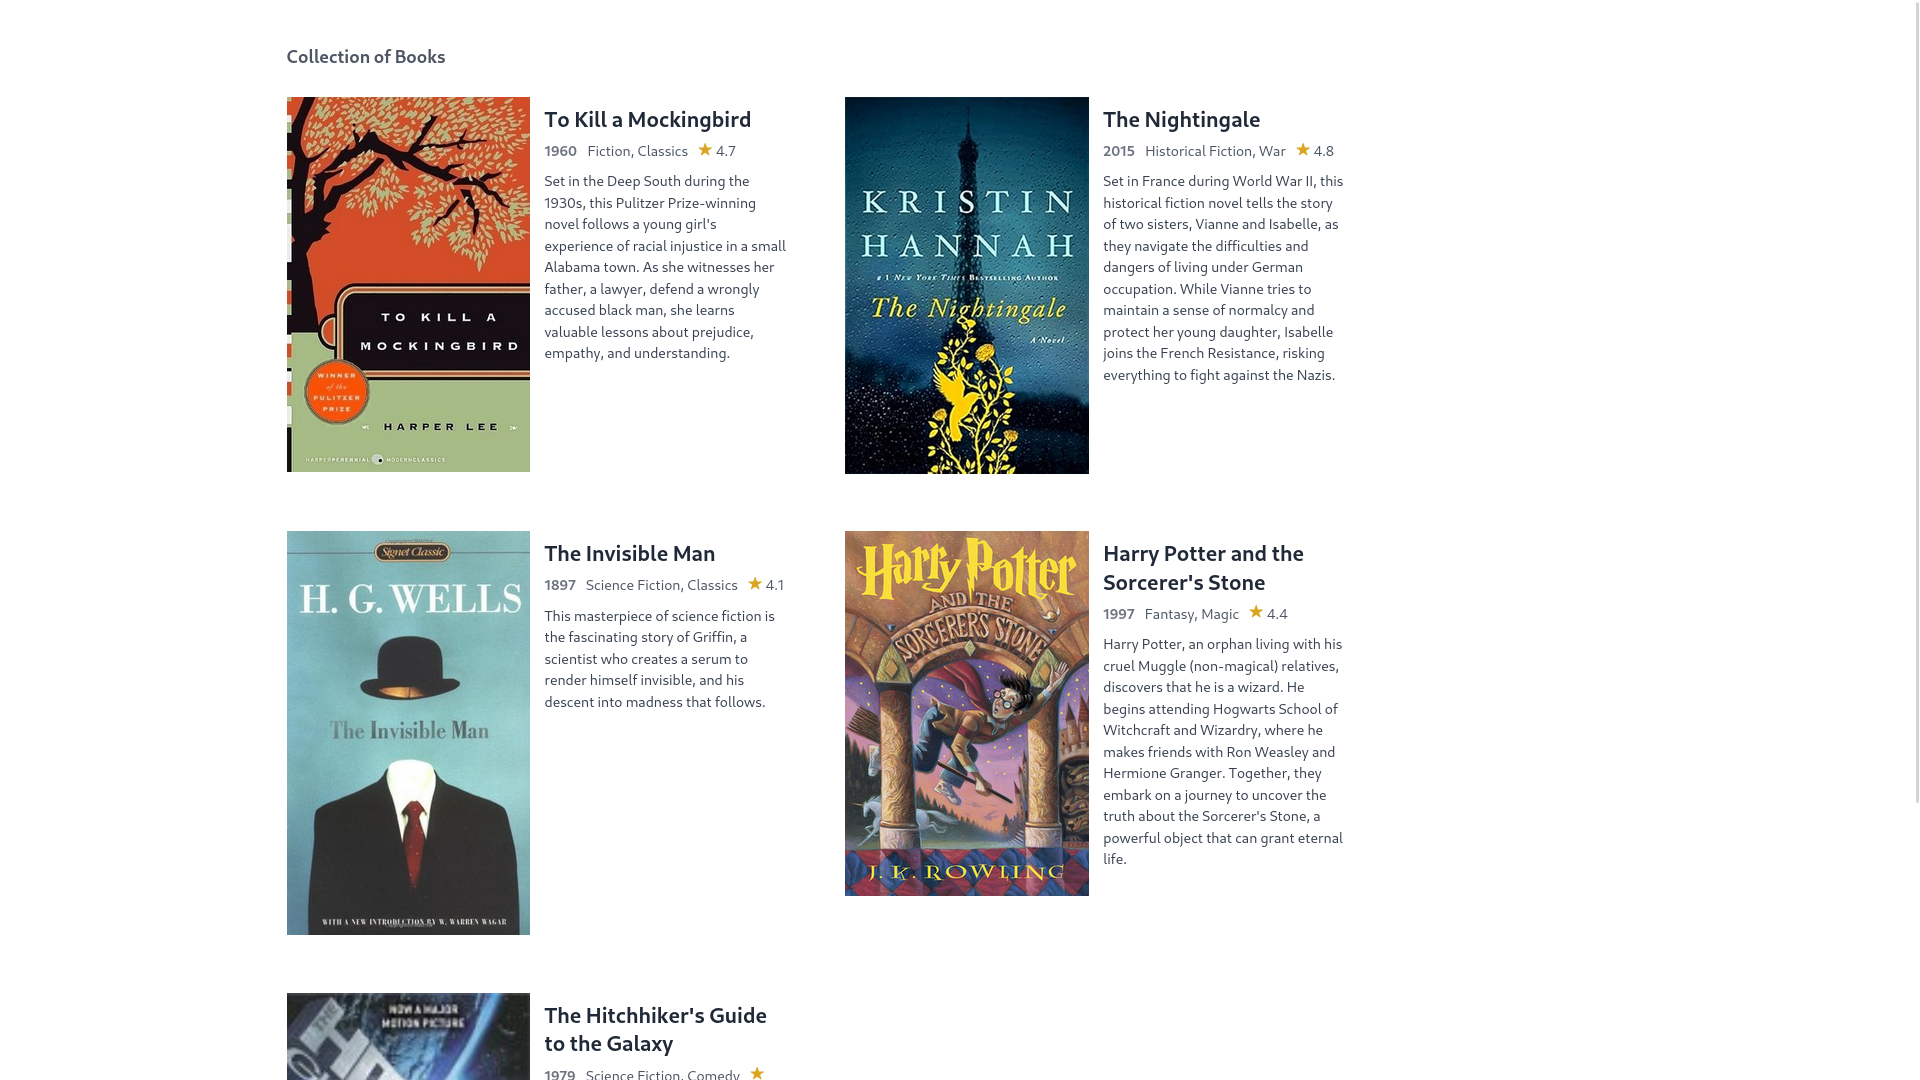 Collection of Books
TO KILL A
MOCKINGBIRD
WINNER
of the
PULITZER
PRIZE
HARPER LEE
HARPERPERENNIAL MODERNCLASSICS
To Kill a Mockingbird
1960 Fiction, Classics ★ 4.7
Set in the Deep South during the
1930s, this Pulitzer Prize-winning
novel follows a young girl's
experience of racial injustice in a small
Alabama town. As she witnesses her
father, a lawyer, defend a wrongly
accused black man, she learns
valuable lessons about prejudice,
empathy, and understanding.
KRISTIN
HANNAH
#1 NEW YORK TIMES BESTSELLING AUTHOR
The Nightingale
A Novel
The Nightingale
2015 Historical Fiction, War ★ 4.8
Set in France during World War II, this
historical fiction novel tells the story
of two sisters, Vianne and Isabelle, as
they navigate the difficulties and
dangers of living under German
occupation. While Vianne tries to
maintain a sense of normalcy and
protect her young daughter, Isabelle
joins the French Resistance, risking
everything to fight against the Nazis.
Signet Classic
H. G. WELLS
The Invisible Man
WITH A NEW INTRODUCTION BY W. WARREN WAGAR
The Invisible Man
1897 Science Fiction, Classics ★ 4.1
This masterpiece of science fiction is
the fascinating story of Griffin, a
scientist who creates a serum to
render himself invisible, and his
descent into madness that follows.
Harry Potter
AND THE
SORCERER'S STONE
J. K. ROWLING
Harry Potter and the
Sorcerer's Stone
1997 Fantasy, Magic ★ 4.4
Harry Potter, an orphan living with his
cruel Muggle (non-magical) relatives,
discovers that he is a wizard. He
begins attending Hogwarts School of
Witchcraft and Wizardry, where he
makes friends with Ron Weasley and
Hermione Granger. Together, they
embark on a journey to uncover the
truth about the Sorcerer's Stone, a
powerful object that can grant eternal
life.
NOW A MAJOR
MOTION PICTURE
THE
The Hitchhiker's Guide
to the Galaxy
1979 Science Fiction, Comedy ★